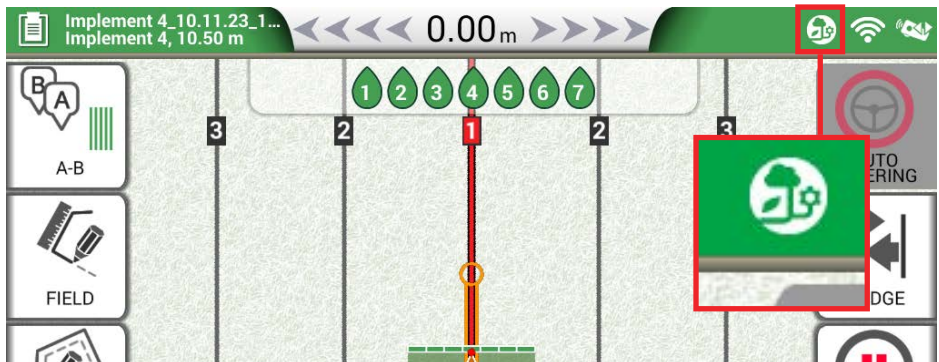 Implement 4_10.11.23_1...
Implement 4, 10.50 m
0.00 m
1 2 3 4 5 6 7
3 2 1 2 3
B
A
A-B
UTO
ERING
FIELD
DGE